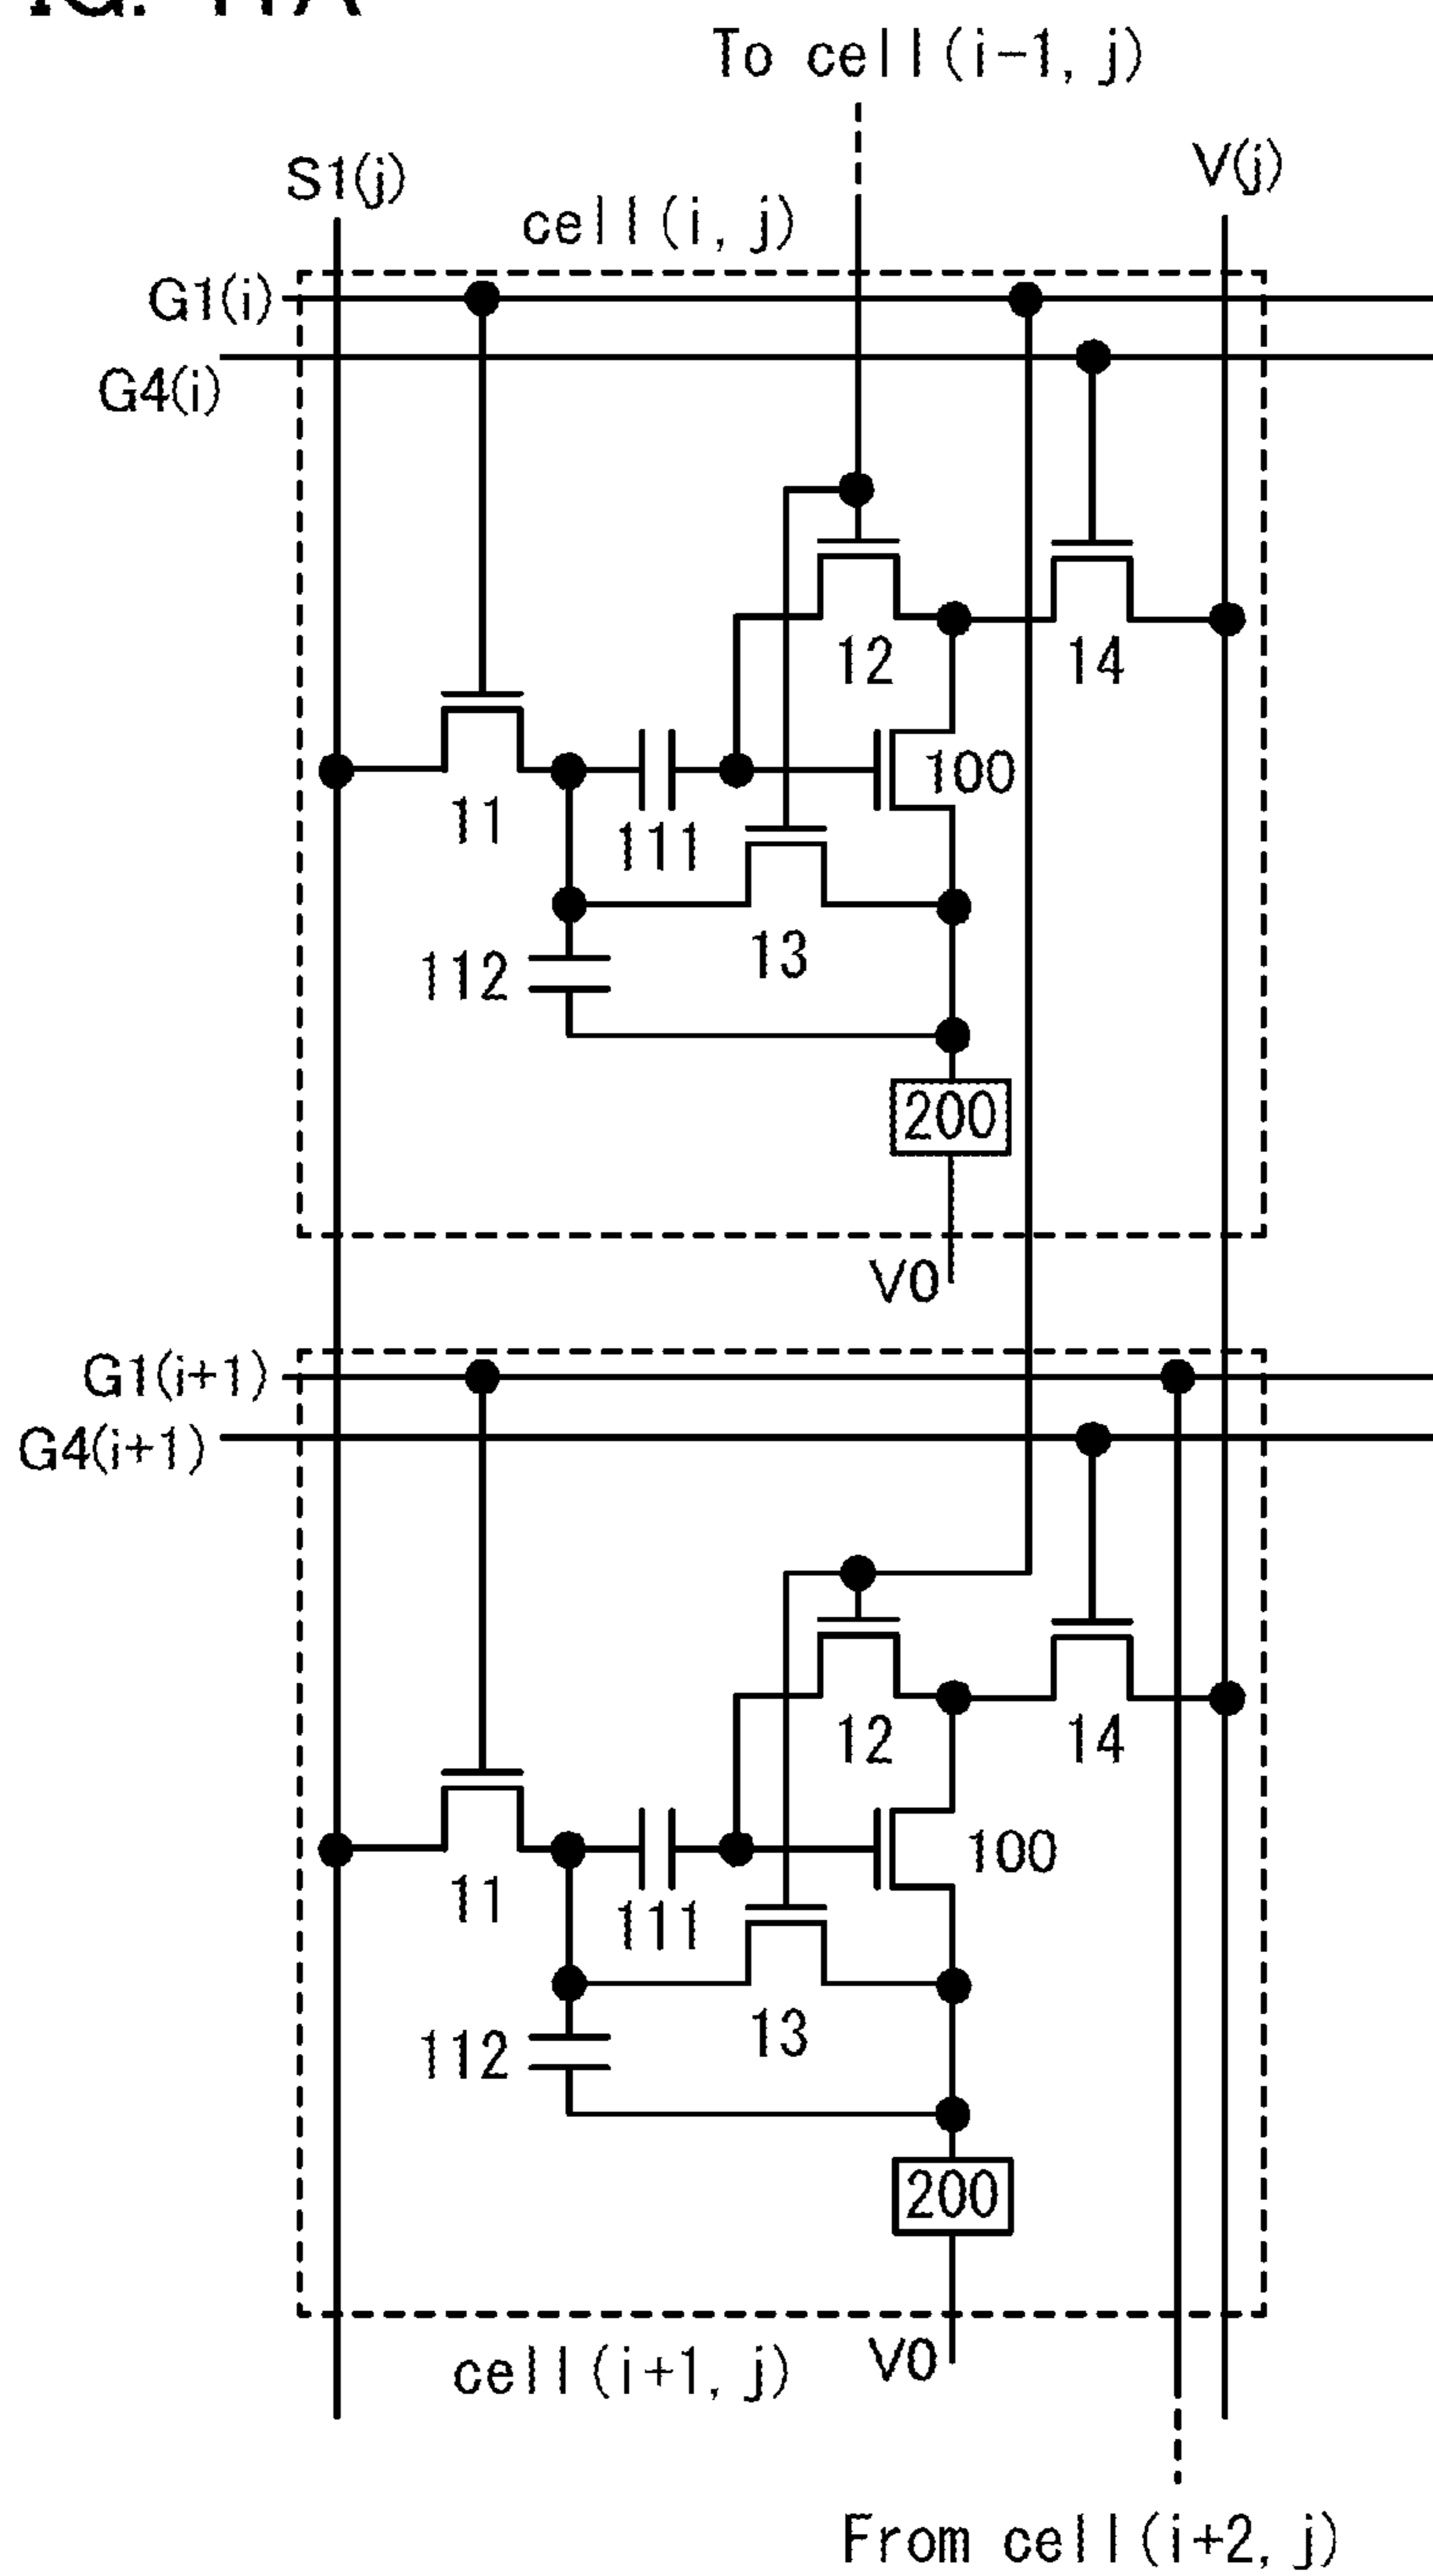 To cell(i-1, j)
S1(j)
V(j)
cell(i, j)
G1(i)
G4(i)
12
14
100
11
111
13
112
200
V0
G1(i+1)
G4(i+1)
12
14
100
11
111
13
112
200
V0
cell(i+1, j)
From cell(i+2, j)